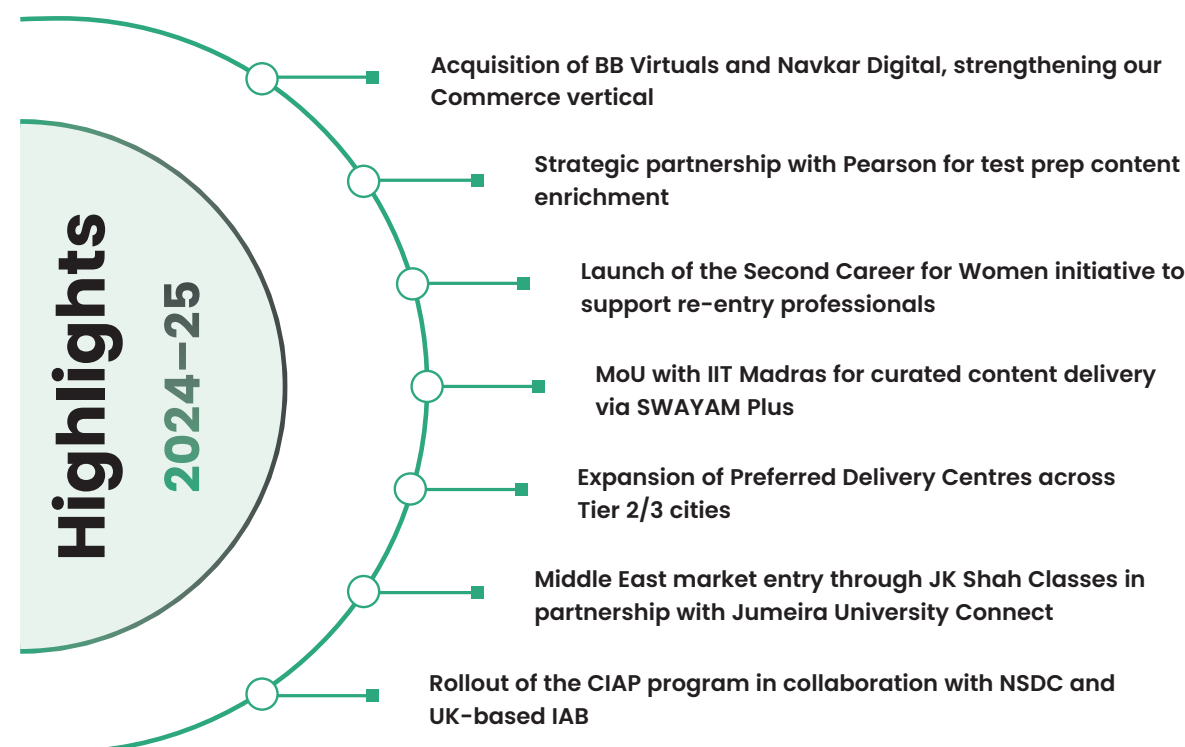 Highlights
2024–25
Acquisition of BB Virtuals and Navkar Digital, strengthening our
Commerce vertical
Strategic partnership with Pearson for test prep content
enrichment
Launch of the Second Career for Women initiative to
support re-entry professionals
MoU with IIT Madras for curated content delivery
via SWAYAM Plus
Expansion of Preferred Delivery Centres across
Tier 2/3 cities
Middle East market entry through JK Shah Classes in
partnership with Jumeira University Connect
Rollout of the CIAP program in collaboration with NSDC and
UK-based IAB